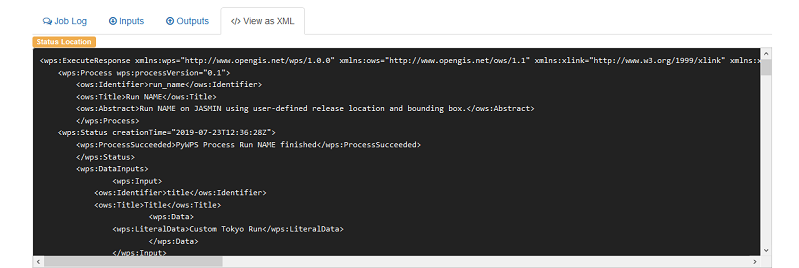 Job Log Inputs Outputs </> View as XML
Status Location
<wps:ExecuteResponse xmlns:wps="http://www.opengis.net/wps/1.0.0" xmlns:ows="http://www.opengis.net/ows/1.1" xmlns:xlink="http://www.w3.org/1999/xlink" xmlns:x
<wps:Process wps:processVersion="0.1">
<ows:Identifier>run_name</ows:Identifier>
<ows:Title>Run NAME</ows:Title>
<ows:Abstract>Run NAME on JASMIN using user-defined release location and bounding box.</ows:Abstract>
</wps:Process>
<wps:Status creationTime="2019-07-23T12:36:28Z">
<wps:ProcessSucceeded>PyWPS Process Run NAME finished</wps:ProcessSucceeded>
</wps:Status>
<wps:DataInputs>
<wps:Input>
<ows:Identifier>title</ows:Identifier>
<ows:Title>Title</ows:Title>
<wps:Data>
<wps:LiteralData>Custom Tokyo Run</wps:LiteralData>
</wps:Data>
</wps:Input>